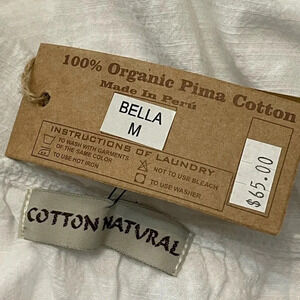 100% Organic Pima Cotton
Made In Perú
BELLA
M
INSTRUCTIONS OF LAUNDRY
TO WASH WITH GARMENTS
OF THE SAME COLOR
TO USE HOT IRON
NOT TO USE BLEACH
TO USE WASHER
$65.00
COTTON NATURAL